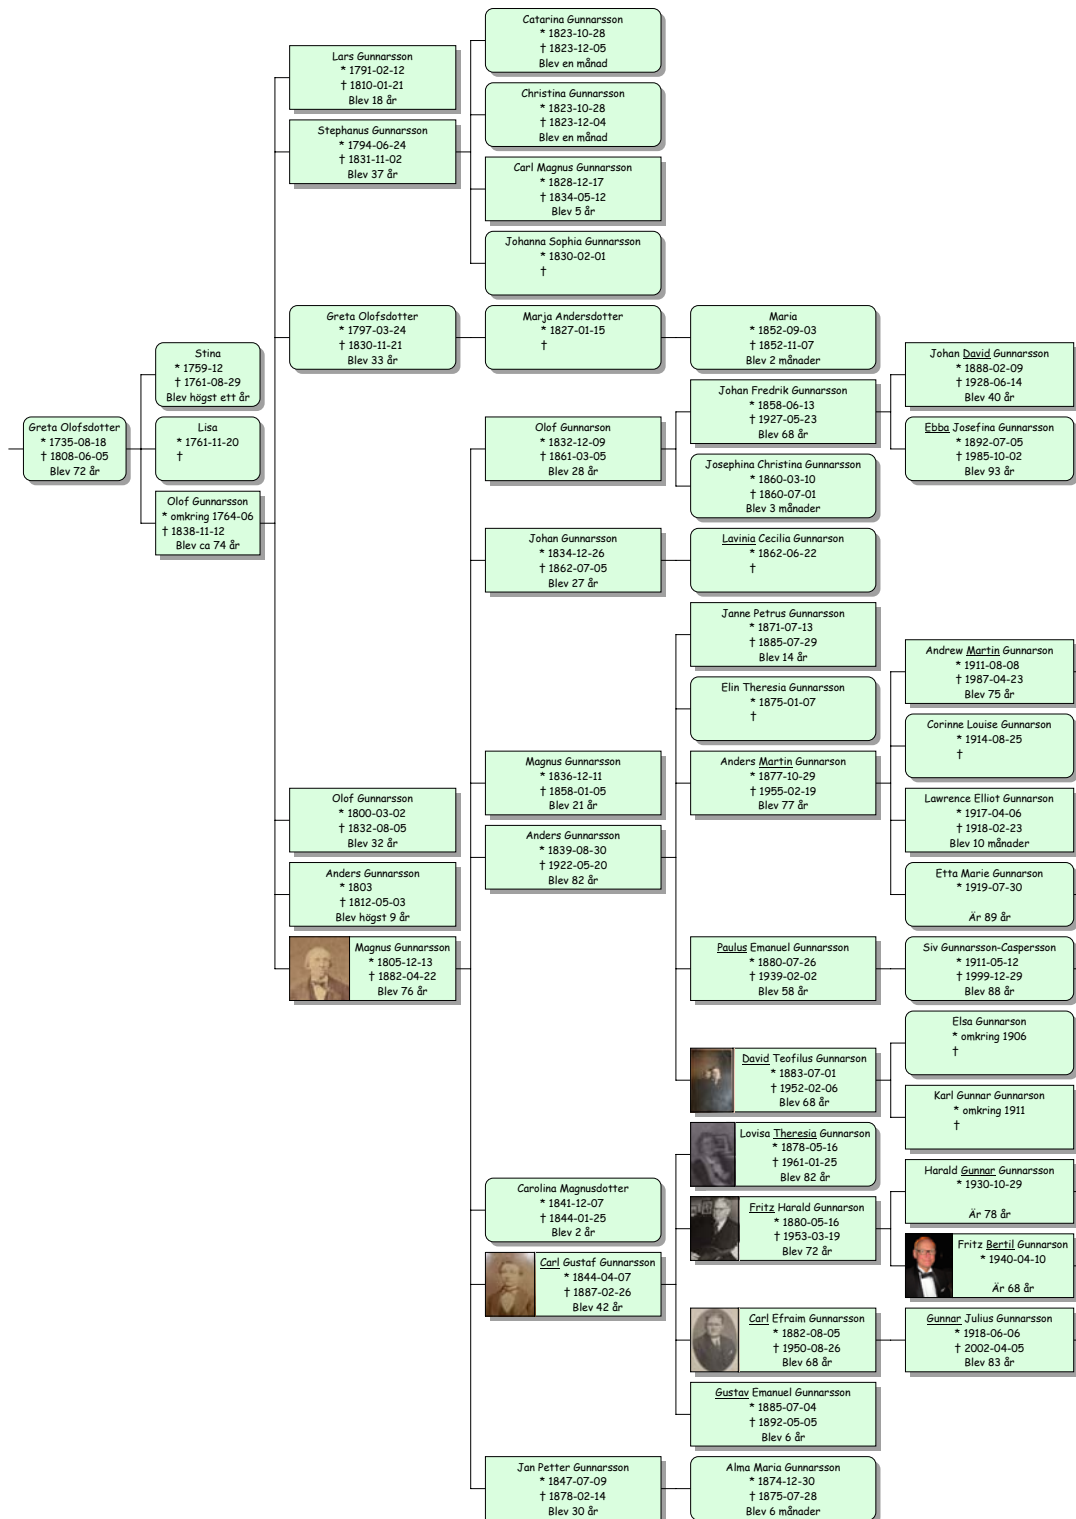 Catarina Gunnarsson
* 1823-10-28
† 1823-12-05
Blev en månad
Lars Gunnarsson
* 1791-02-12
† 1810-01-21
Blev 18 år
Christina Gunnarsson
* 1823-10-28
† 1823-12-04
Blev en månad
Stephanus Gunnarsson
* 1794-06-24
† 1831-11-02
Blev 37 år
Carl Magnus Gunnarsson
* 1828-12-17
† 1834-05-12
Blev 5 år
Johanna Sophia Gunnarsson
* 1830-02-01
†
Greta Olofsdotter
* 1797-03-24
† 1830-11-21
Blev 33 år
Marja Andersdotter
* 1827-01-15
†
Maria
* 1852-09-03
† 1852-11-07
Blev 2 månader
Stina
* 1759-12
† 1761-08-29
Blev högst ett år
Johan David Gunnarsson
* 1888-02-09
† 1928-06-14
Blev 40 år
Johan Fredrik Gunnarsson
* 1858-06-13
† 1927-05-23
Blev 68 år
Greta Olofsdotter
* 1735-08-18
† 1808-06-05
Blev 72 år
Lisa
* 1761-11-20
†
Olof Gunnarson
* 1832-12-09
† 1861-03-05
Blev 28 år
Ebba Josefina Gunnarsson
* 1892-07-05
† 1985-10-02
Blev 93 år
Josephina Christina Gunnarsson
* 1860-03-10
† 1860-07-01
Blev 3 månader
Olof Gunnarsson
* omkring 1764-06
† 1838-11-12
Blev ca 74 år
Johan Gunnarsson
* 1834-12-26
† 1862-07-05
Blev 27 år
Lavinia Cecilia Gunnarson
* 1862-06-22
†
Janne Petrus Gunnarsson
* 1871-07-13
† 1885-07-29
Blev 14 år
Andrew Martin Gunnarson
* 1911-08-08
† 1987-04-23
Blev 75 år
Elin Theresia Gunnarsson
* 1875-01-07
†
Corinne Louise Gunnarson
* 1914-08-25
†
Magnus Gunnarsson
* 1836-12-11
† 1858-01-05
Blev 21 år
Anders Martin Gunnarson
* 1877-10-29
† 1955-02-19
Blev 77 år
Olof Gunnarsson
* 1800-03-02
† 1832-08-05
Blev 32 år
Lawrence Elliot Gunnarson
* 1917-04-06
† 1918-02-23
Blev 10 månader
Anders Gunnarsson
* 1839-08-30
† 1922-05-20
Blev 82 år
Anders Gunnarsson
* 1803
† 1812-05-03
Blev högst 9 år
Etta Marie Gunnarson
* 1919-07-30
Är 89 år
Magnus Gunnarsson
* 1805-12-13
† 1882-04-22
Blev 76 år
Paulus Emanuel Gunnarsson
* 1880-07-26
† 1939-02-02
Blev 58 år
Siv Gunnarsson-Caspersson
* 1911-05-12
† 1999-12-29
Blev 88 år
Elsa Gunnarson
* omkring 1906
†
David Teofilus Gunnarson
* 1883-07-01
† 1952-02-06
Blev 68 år
Karl Gunnar Gunnarson
* omkring 1911
†
Lovisa Theresia Gunnarson
* 1878-05-16
† 1961-01-25
Blev 82 år
Carolina Magnusdotter
* 1841-12-07
† 1844-01-25
Blev 2 år
Harald Gunnar Gunnarsson
* 1930-10-29
Är 78 år
Fritz Harald Gunnarson
* 1880-05-16
† 1953-03-19
Blev 72 år
Fritz Bertil Gunnarson
* 1940-04-10
Är 68 år
Carl Gustaf Gunnarsson
* 1844-04-07
† 1887-02-26
Blev 42 år
Carl Efraim Gunnarsson
* 1882-08-05
† 1950-08-26
Blev 68 år
Gunnar Julius Gunnarsson
* 1918-06-06
† 2002-04-05
Blev 83 år
Gustav Emanuel Gunnarsson
* 1885-07-04
† 1892-05-05
Blev 6 år
Jan Petter Gunnarsson
* 1847-07-09
† 1878-02-14
Blev 30 år
Alma Maria Gunnarsson
* 1874-12-30
† 1875-07-28
Blev 6 månader